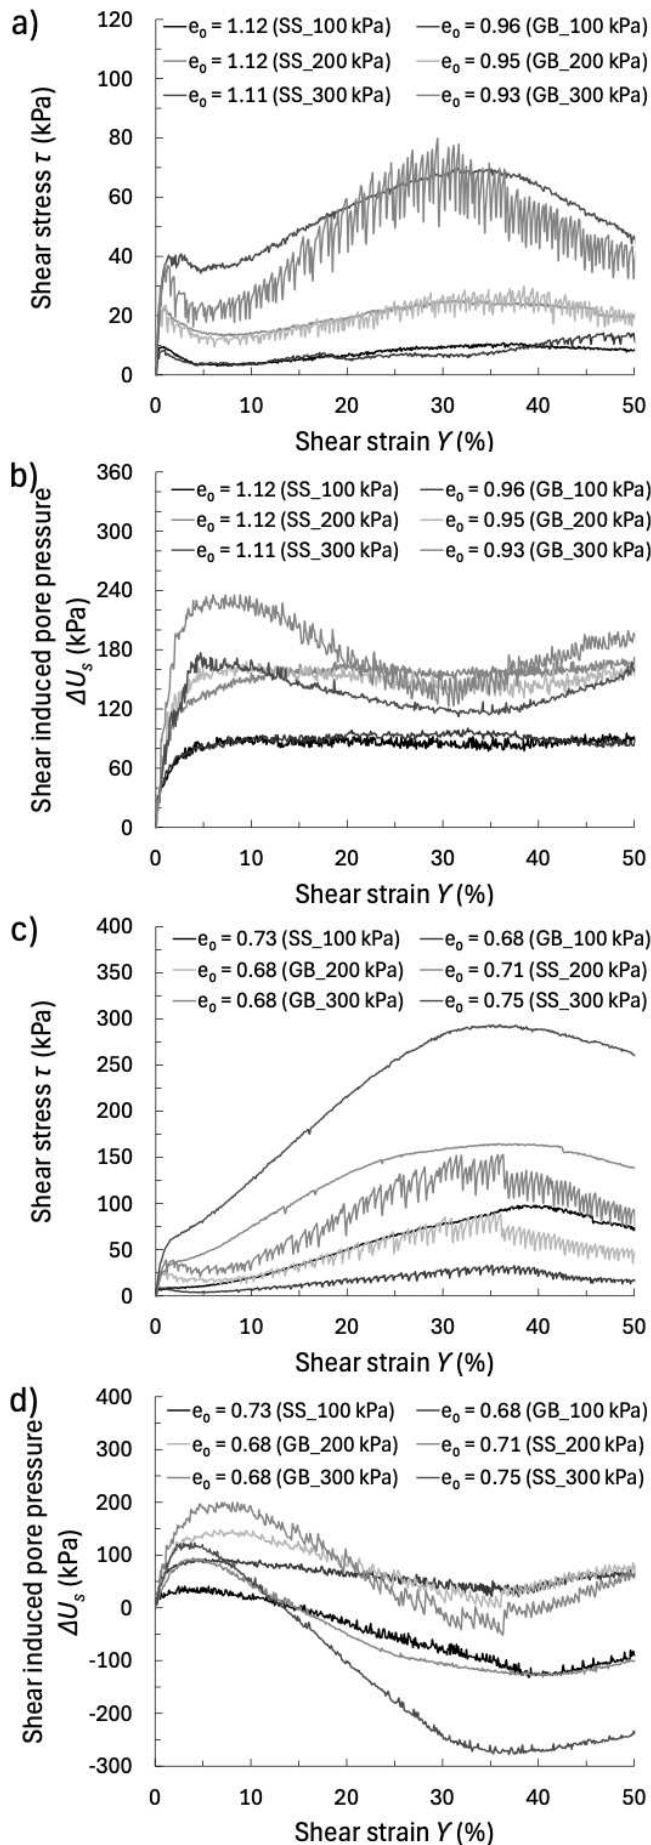 a)
Shear stress τ (kPa)
120
100
80
60
40
20
0
e₀ = 1.12 (SS_100 kPa)
e₀ = 0.96 (GB_100 kPa)
e₀ = 1.12 (SS_200 kPa)
e₀ = 0.95 (GB_200 kPa)
e₀ = 1.11 (SS_300 kPa)
e₀ = 0.93 (GB_300 kPa)
0 10 20 30 40 50
Shear strain ϒ (%)
b)
Shear induced pore pressure
ΔUₛ (kPa)
360
300
240
180
120
60
0
e₀ = 1.12 (SS_100 kPa)
e₀ = 0.96 (GB_100 kPa)
e₀ = 1.12 (SS_200 kPa)
e₀ = 0.95 (GB_200 kPa)
e₀ = 1.11 (SS_300 kPa)
e₀ = 0.93 (GB_300 kPa)
0 10 20 30 40 50
Shear strain ϒ (%)
c)
Shear stress τ (kPa)
400
350
300
250
200
150
100
50
0
e₀ = 0.73 (SS_100 kPa)
e₀ = 0.68 (GB_100 kPa)
e₀ = 0.68 (GB_200 kPa)
e₀ = 0.71 (SS_200 kPa)
e₀ = 0.68 (GB_300 kPa)
e₀ = 0.75 (SS_300 kPa)
0 10 20 30 40 50
Shear strain ϒ (%)
d)
Shear induced pore pressure
ΔUₛ (kPa)
400
300
200
100
0
-100
-200
-300
e₀ = 0.73 (SS_100 kPa)
e₀ = 0.68 (GB_100 kPa)
e₀ = 0.68 (GB_200 kPa)
e₀ = 0.71 (SS_200 kPa)
e₀ = 0.68 (GB_300 kPa)
e₀ = 0.75 (SS_300 kPa)
0 10 20 30 40 50
Shear strain ϒ (%)